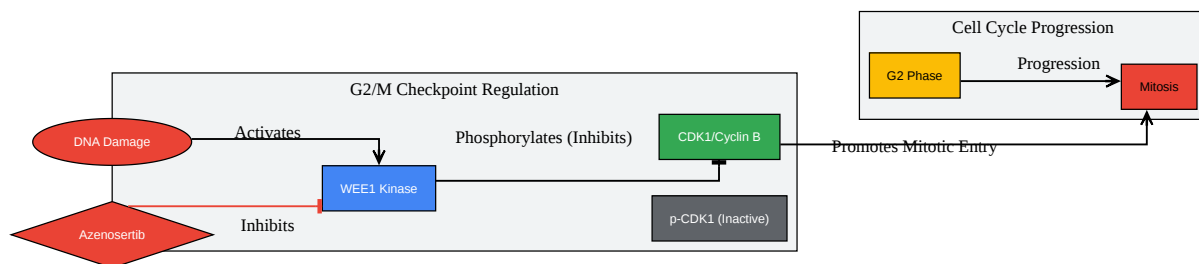 Cell Cycle Progression
G2 Phase
Progression
Mitosis
G2/M Checkpoint Regulation
DNA Damage
Activates
Phosphorylates (Inhibits)
CDK1/Cyclin B
Promotes Mitotic Entry
WEE1 Kinase
p-CDK1 (Inactive)
Inhibits
Azenosertib